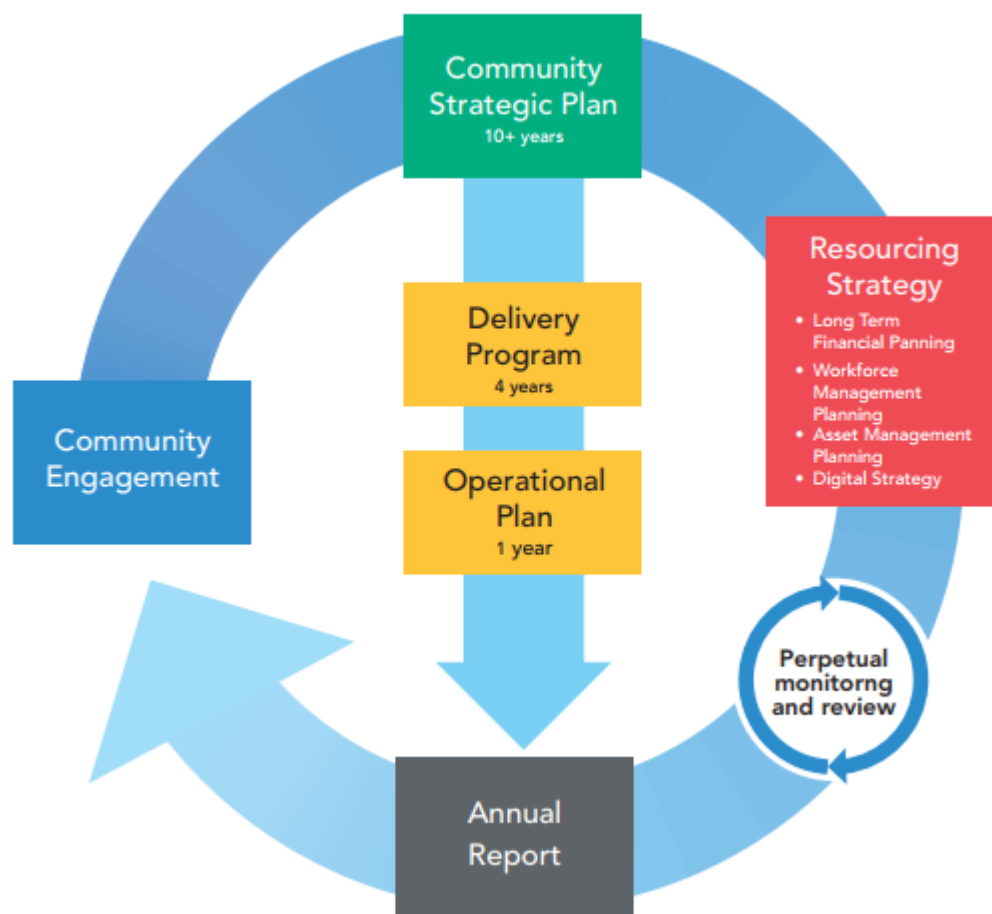 Community
Strategic Plan
10+ years
Resourcing
Strategy
• Long Term
Financial Panning
• Workforce
Management
Planning
• Asset Management
Planning
• Digital Strategy
Delivery
Program
4 years
Community
Engagement
Operational
Plan
1 year
Perpetual
monitorng
and review
Annual
Report